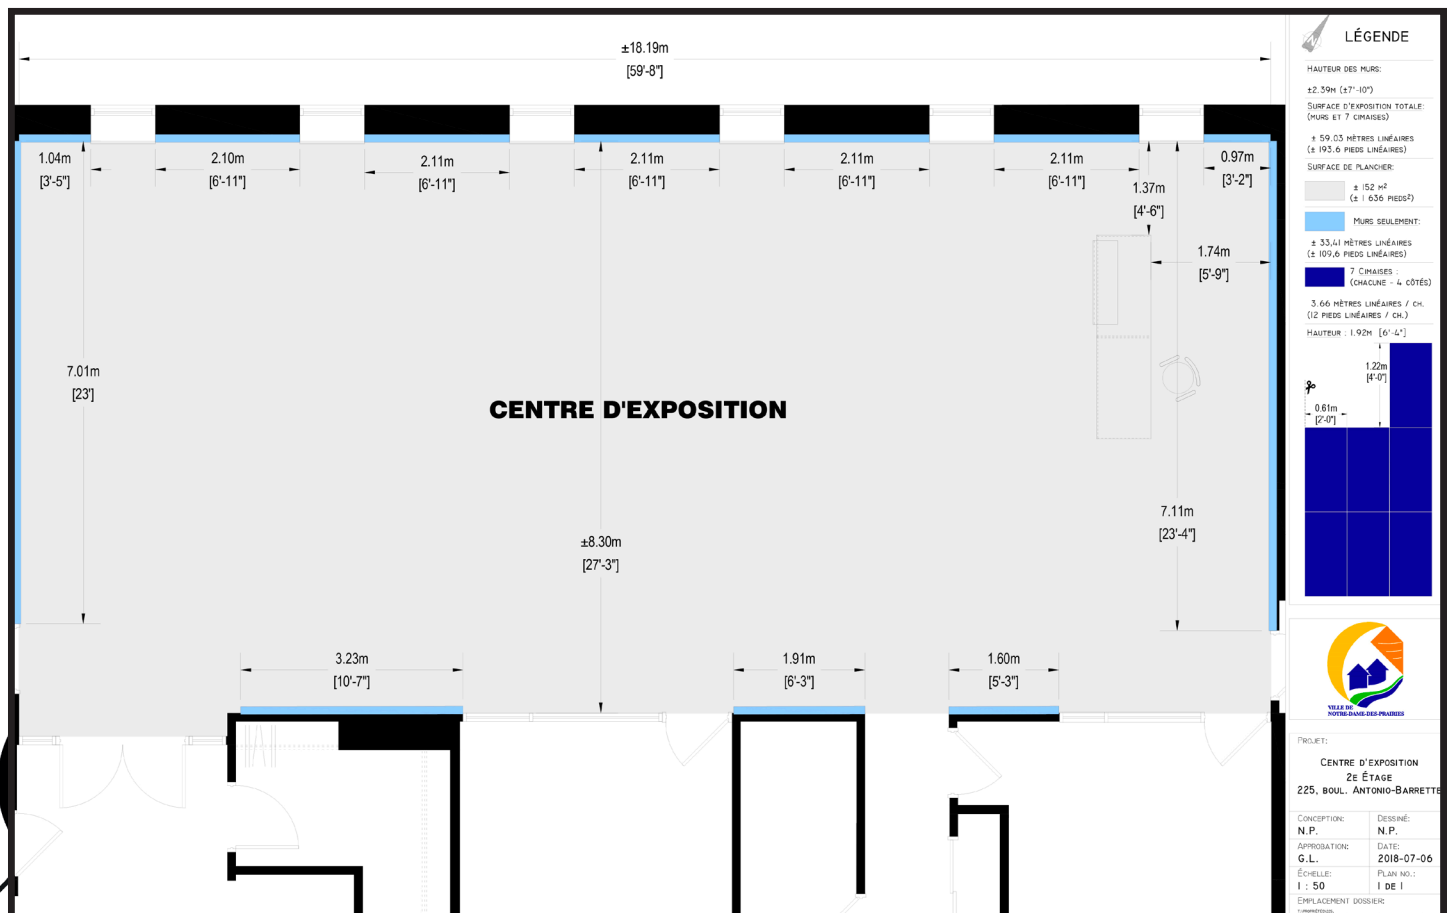 ±18.19m
[59'-8"]
1.04m
[3'-5"]
2.10m
[6'-11"]
2.11m
[6'-11"]
2.11m
[6'-11"]
2.11m
[6'-11"]
2.11m
[6'-11"]
0.97m
[3'-2"]
1.37m
[4'-6"]
1.74m
[5'-9"]
7.01m
[23']
CENTRE D'EXPOSITION
±8.30m
[27'-3"]
7.11m
[23'-4"]
3.23m
[10'-7"]
1.91m
[6'-3"]
1.60m
[5'-3"]
N
LÉGENDE
HAUTEUR DES MURS:
±2.39M (±7'-10")
SURFACE D'EXPOSITION TOTALE:
(MURS ET 7 CIMAISES)
± 59.03 MÈTRES LINÉAIRES
(± 193.6 PIEDS LINÉAIRES)
SURFACE DE PLANCHER:
± 152 M²
(± 1 636 PIEDS²)
MURS SEULEMENT:
± 33,41 MÈTRES LINÉAIRES
(± 109,6 PIEDS LINÉAIRES)
7 CIMAISES :
(CHACUNE - 4 CÔTÉS)
3.66 MÈTRES LINÉAIRES / CH.
(12 PIEDS LINÉAIRES / CH.)
HAUTEUR : 1.92M [6'-4"]
1.22m
[4'-0"]
0.61m
[2'-0"]
VILLE DE
NOTRE-DAME-DES-PRAIRIES
PROJET:
CENTRE D'EXPOSITION
2E ÉTAGE
225, BOUL. ANTONIO-BARRETTE
CONCEPTION:
N.P.
DESSINÉ:
N.P.
APPROBATION:
G.L.
DATE:
2018-07-06
ÉCHELLE:
1 : 50
PLAN NO.:
1 DE 1
EMPLACEMENT DOSSIER: